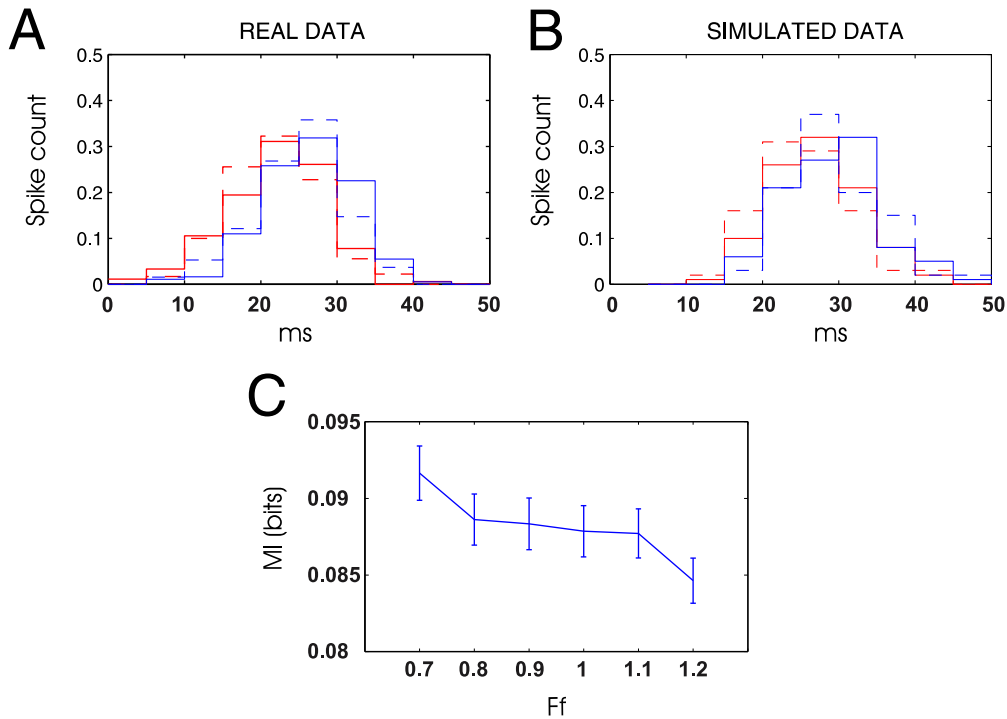 A
REAL DATA
Spike count
0.5
0.4
0.3
0.2
0.1
0
0 10 20 30 40 50
ms
B
SIMULATED DATA
Spike count
0.5
0.4
0.3
0.2
0.1
0
0 10 20 30 40 50
ms
C
MI (bits)
0.095
0.09
0.085
0.08
0.7 0.8 0.9 1 1.1 1.2
Ff